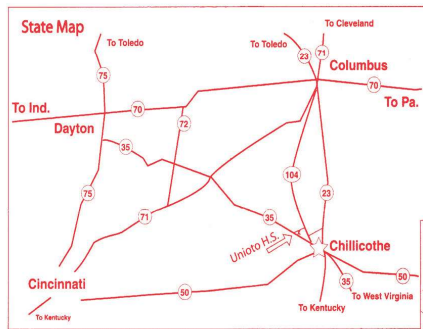 State Map
To Cleveland
To Toledo
To Toledo
23
71
Columbus
75
70
70
To Ind.
To Pa.
Dayton
72
35
104
23
75
71
35
Unioto H.S.
Chillicothe
Cincinnati
50
50
35
To West Virginia
To Kentucky
To Kentucky